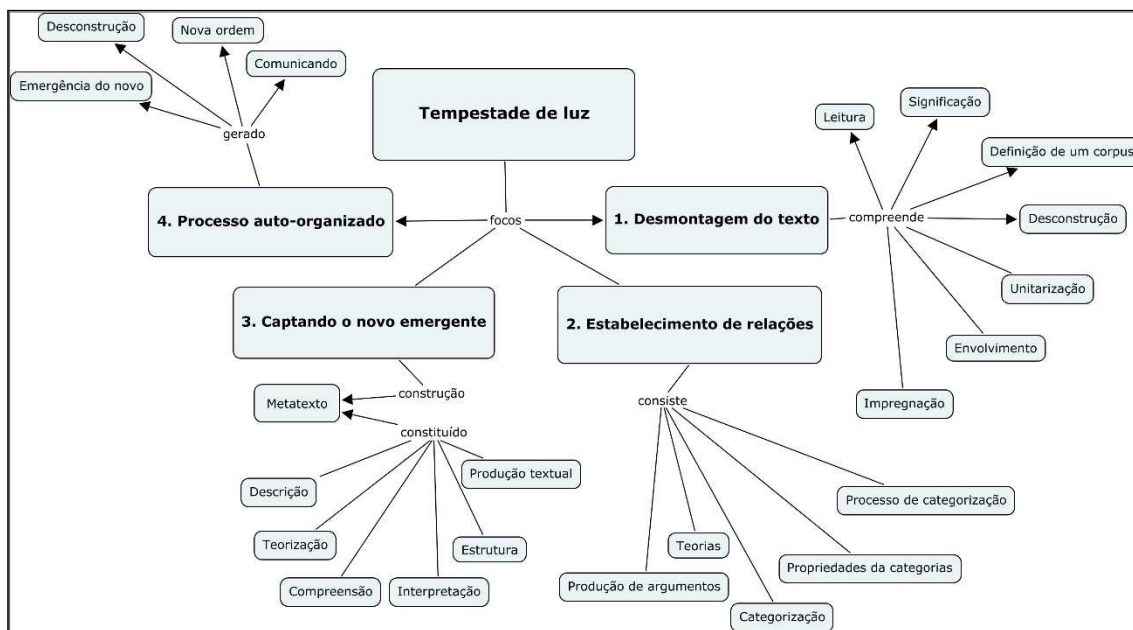 Desconstrução
Nova ordem
Comunicando
Emergência do novo
gerado
Tempestade de luz
4. Processo auto-organizado
focos
1. Desmontagem do texto
compreende
Leitura
Significação
Definição de um corpus
Desconstrução
Unitarização
Envolvimento
Impregnação
3. Captando o novo emergente
construção
Metatexto
constituído
Produção textual
Descrição
Teorização
Estrutura
Compreensão
Interpretação
2. Estabelecimento de relações
consiste
Processo de categorização
Teorias
Propriedades da categorias
Produção de argumentos
Categorização